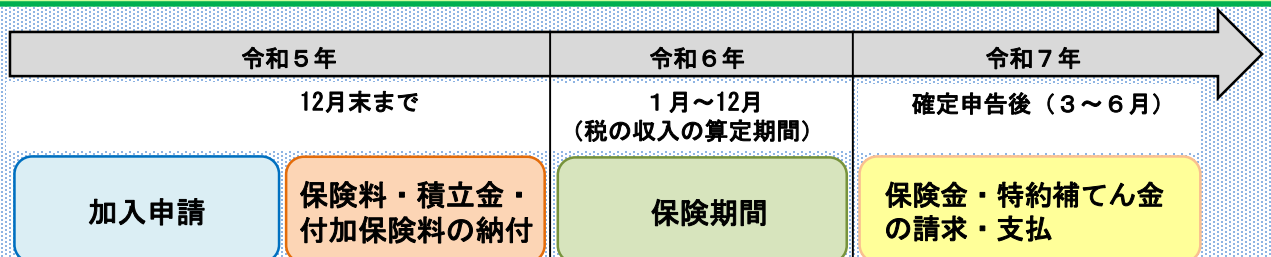 令和５年
令和６年
令和７年
12月末まで
１月～12月
（税の収入の算定期間）
確定申告後（３～６月）
加入申請
保険料・積立金・
付加保険料の納付
保険期間
保険金・特約補てん金
の請求・支払